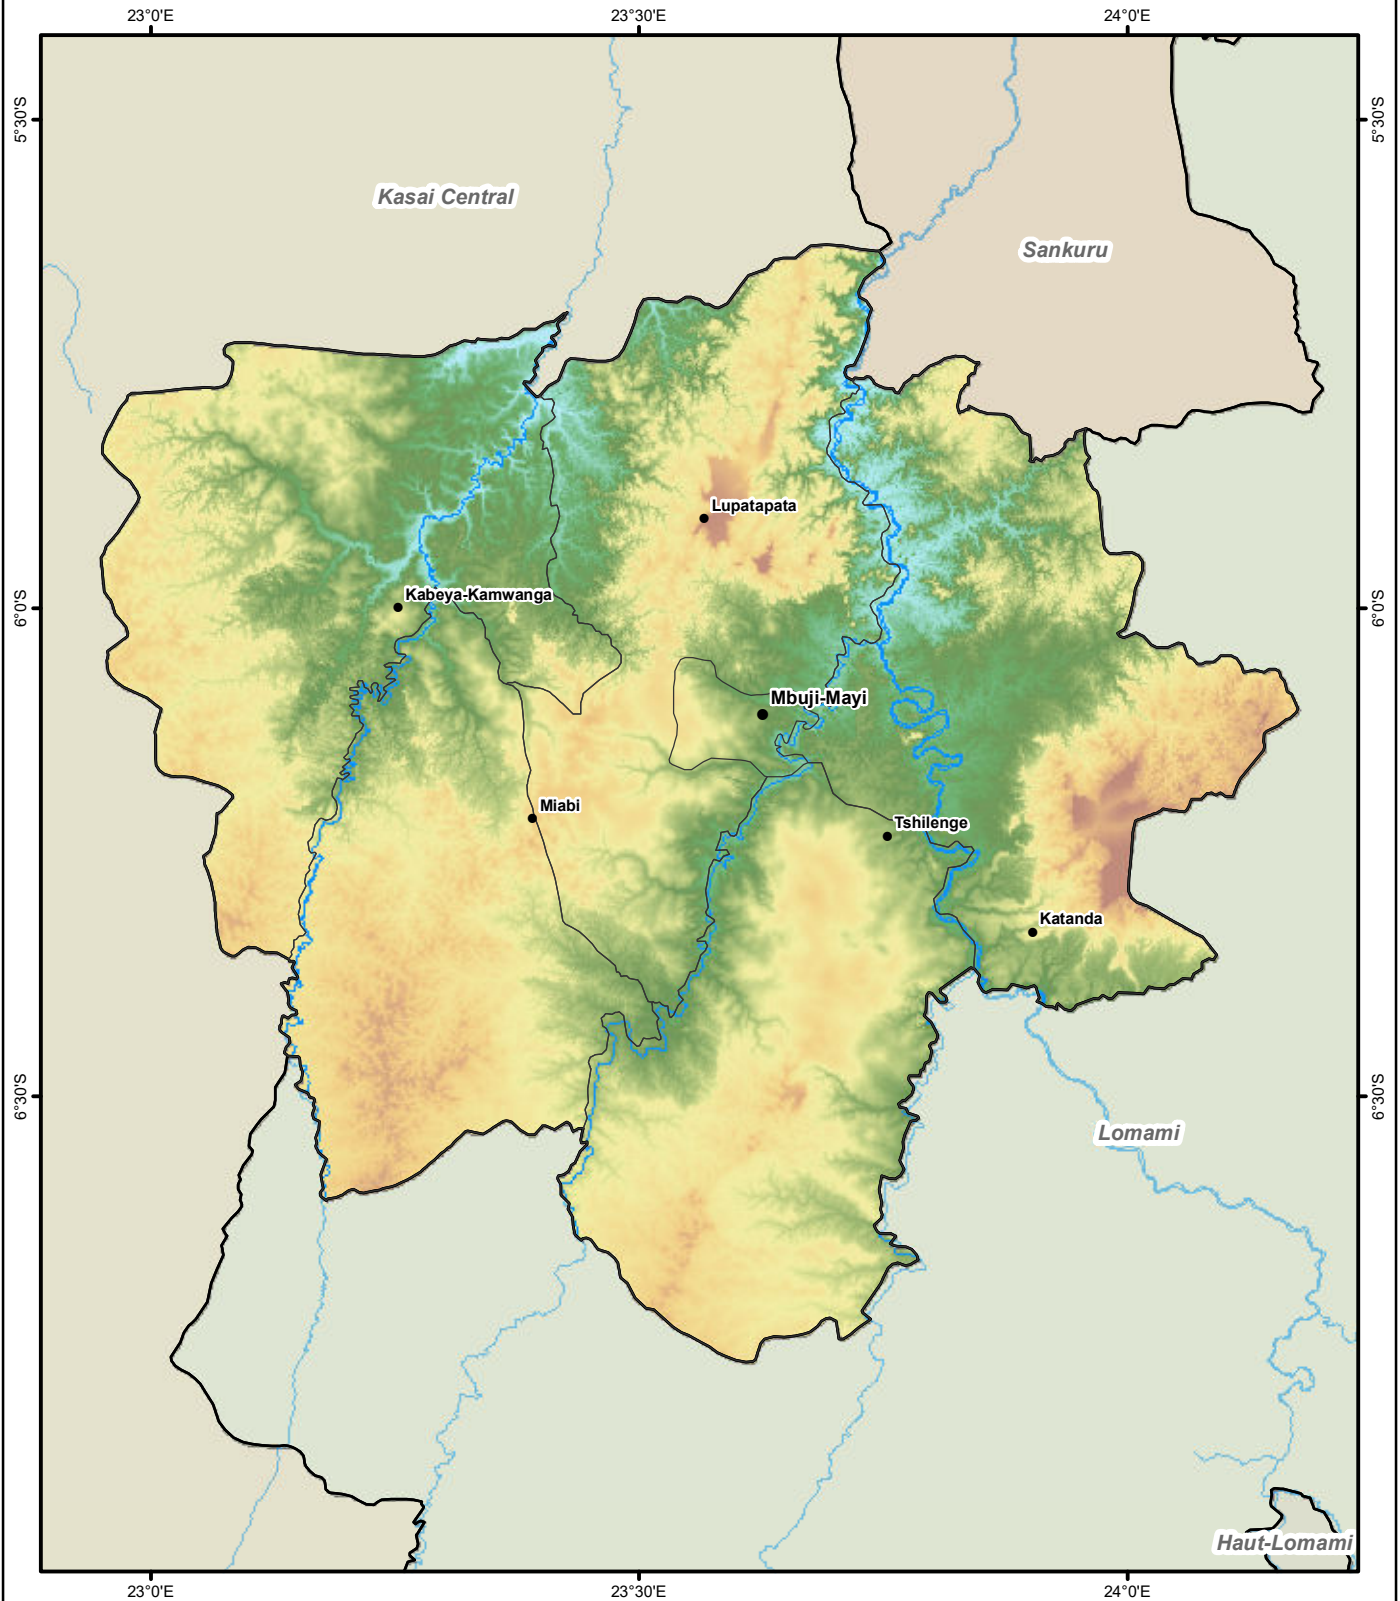 23°0'E
23°30'E
24°0'E
5°30'S
5°30'S
Kasai Central
Sankuru
Lupatapata
Kabeya-Kamwanga
6°0'S
6°0'S
Mbuji-Mayi
Miabi
Tshilenge
Katanda
6°30'S
6°30'S
Lomami
Haut-Lomami
23°0'E
23°30'E
24°0'E